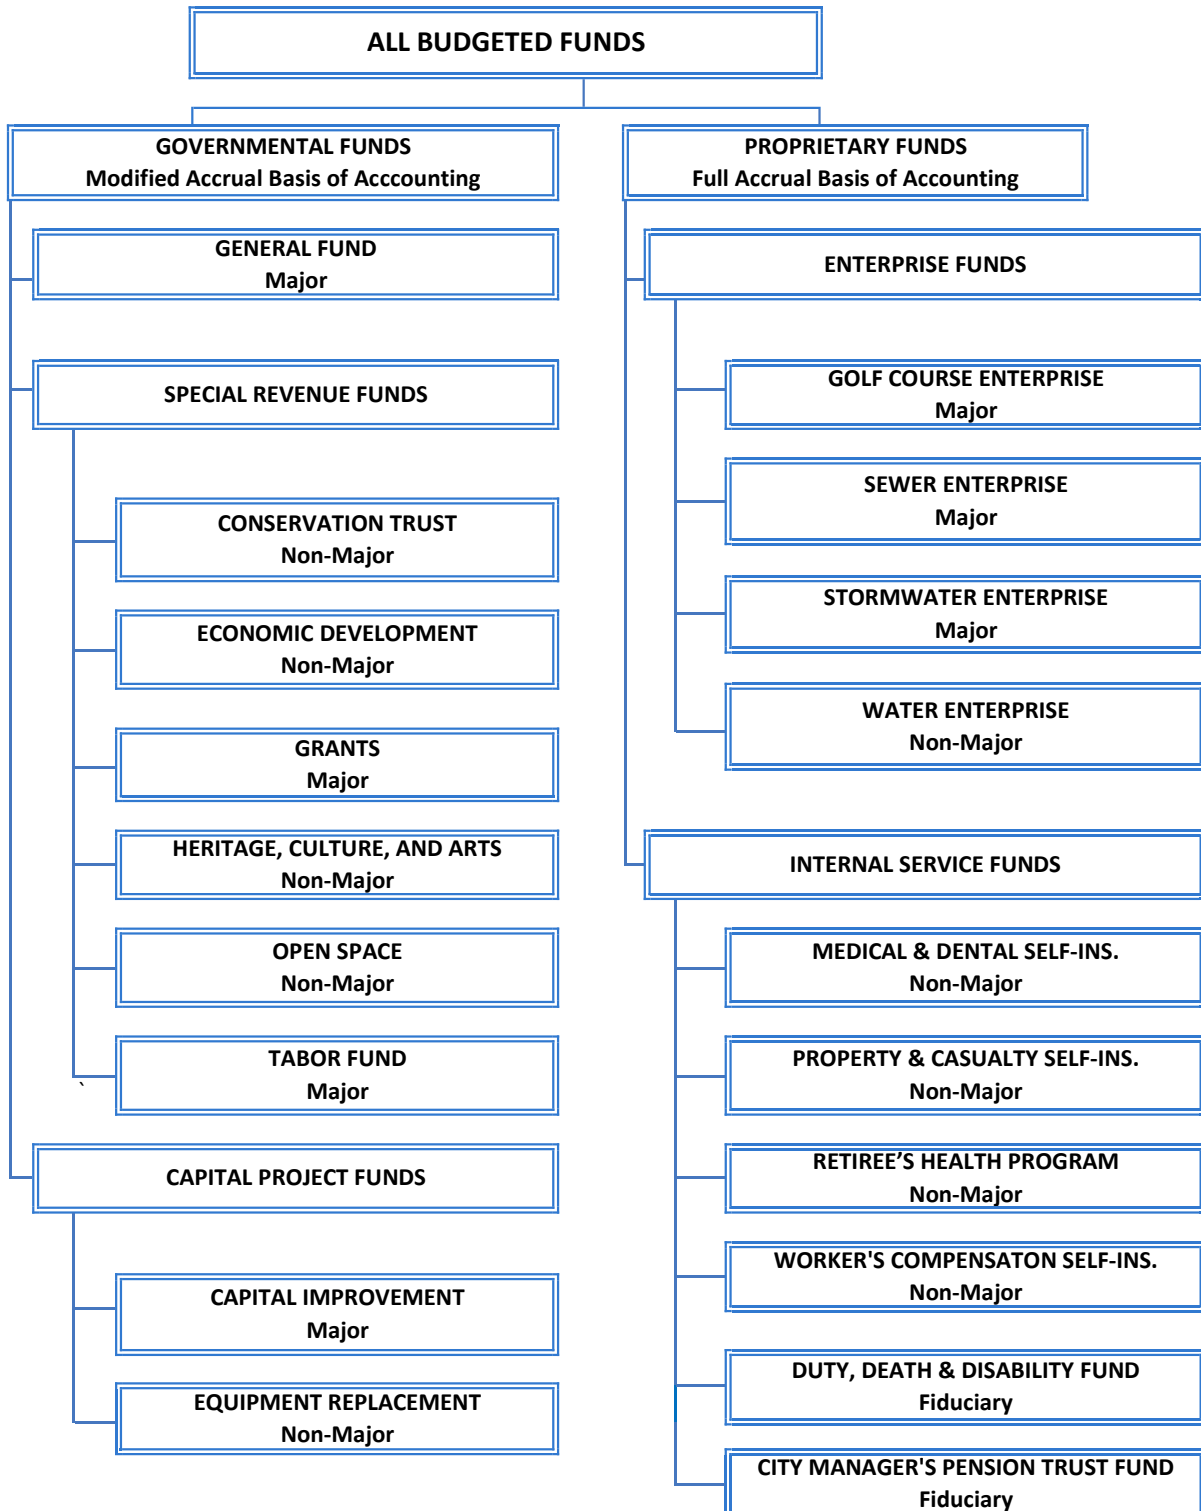 ALL BUDGETED FUNDS
GOVERNMENTAL FUNDS
Modified Accrual Basis of Acccounting
GENERAL FUND
Major
SPECIAL REVENUE FUNDS
CONSERVATION TRUST
Non-Major
ECONOMIC DEVELOPMENT
Non-Major
GRANTS
Major
HERITAGE, CULTURE, AND ARTS
Non-Major
OPEN SPACE
Non-Major
TABOR FUND
Major
`
CAPITAL PROJECT FUNDS
CAPITAL IMPROVEMENT
Major
EQUIPMENT REPLACEMENT
Non-Major
PROPRIETARY FUNDS
Full Accrual Basis of Accounting
ENTERPRISE FUNDS
GOLF COURSE ENTERPRISE
Major
SEWER ENTERPRISE
Major
STORMWATER ENTERPRISE
Major
WATER ENTERPRISE
Non-Major
INTERNAL SERVICE FUNDS
MEDICAL & DENTAL SELF-INS.
Non-Major
PROPERTY & CASUALTY SELF-INS.
Non-Major
RETIREE’S HEALTH PROGRAM
Non-Major
WORKER'S COMPENSATON SELF-INS.
Non-Major
DUTY, DEATH & DISABILITY FUND
Fiduciary
CITY MANAGER'S PENSION TRUST FUND
Fiduciary